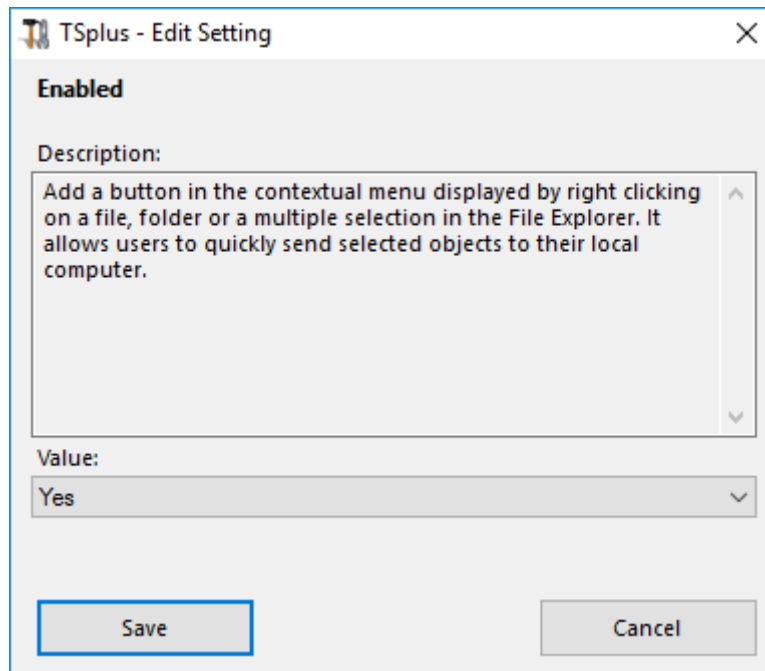 TSplus - Edit Setting
Enabled
Description:
Add a button in the contextual menu displayed by right clicking
on a file, folder or a multiple selection in the File Explorer. It
allows users to quickly send selected objects to their local
computer.
Value:
Yes
Save
Cancel